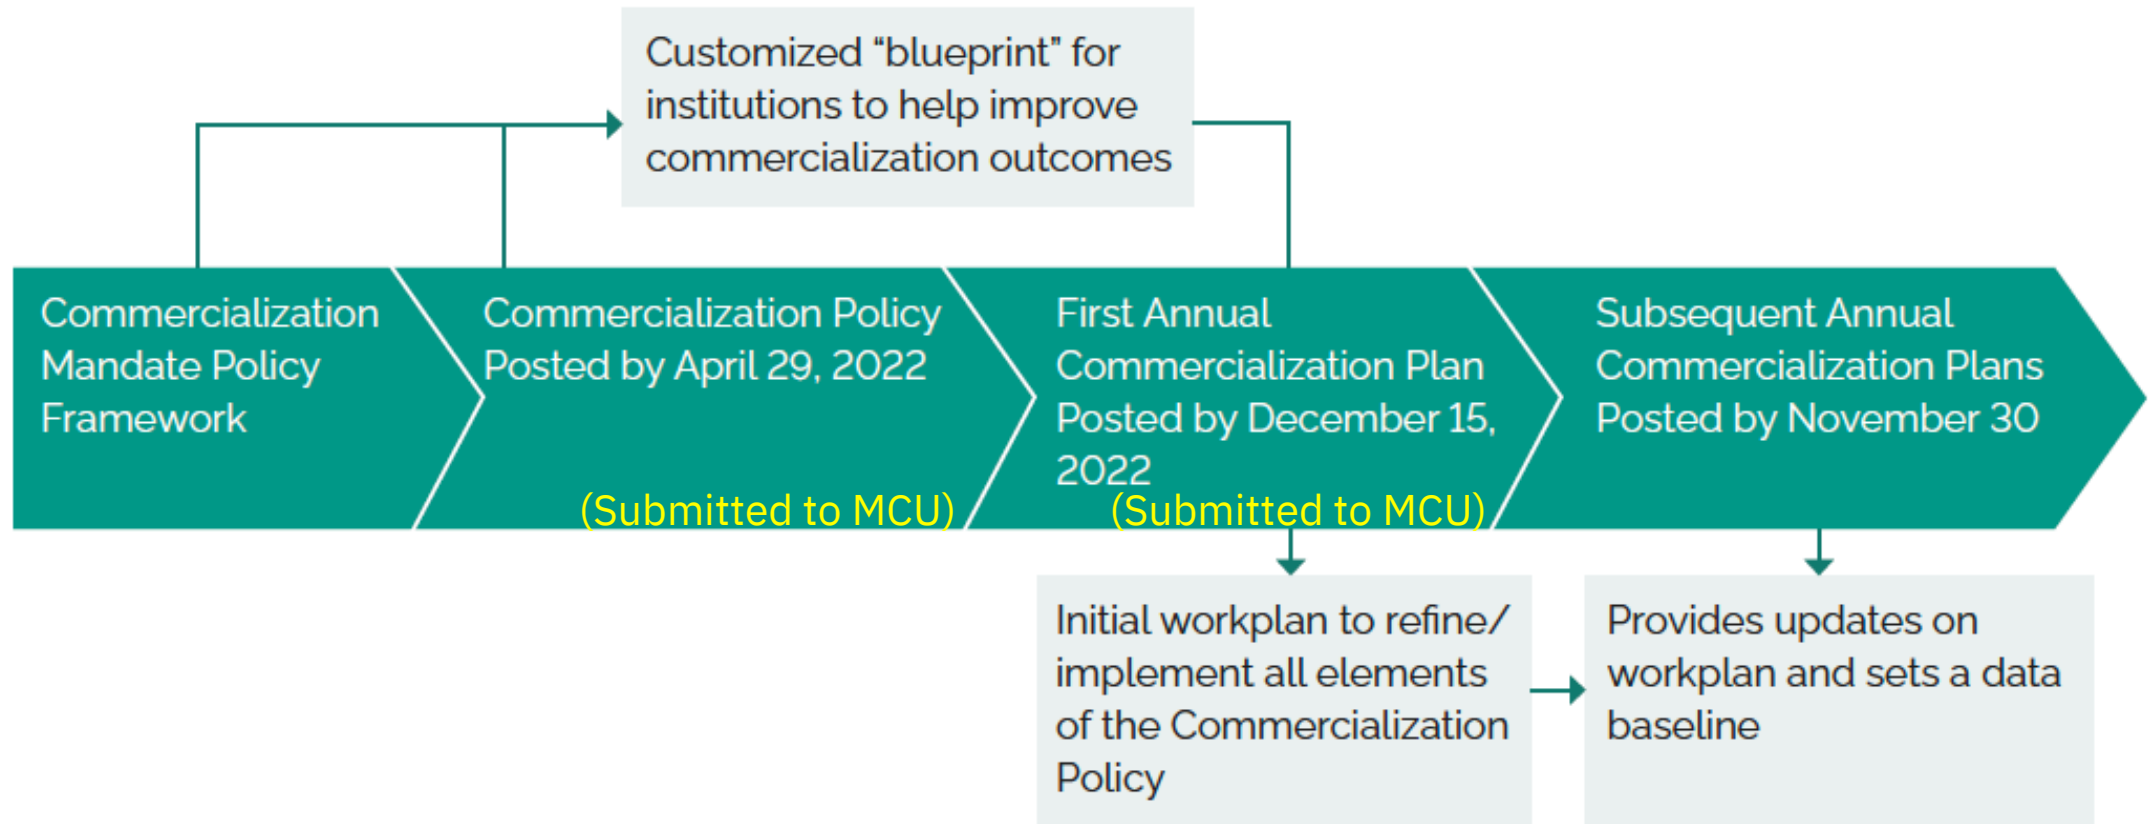 Customized “blueprint” for
institutions to help improve
commercialization outcomes
Commercialization
Mandate Policy
Framework
Commercialization Policy
Posted by April 29, 2022
(Submitted to MCU)
First Annual
Commercialization Plan
Posted by December 15,
2022
(Submitted to MCU)
Subsequent Annual
Commercialization Plans
Posted by November 30
Initial workplan to refine/
implement all elements
of the Commercialization
Policy
Provides updates on
workplan and sets a data
baseline